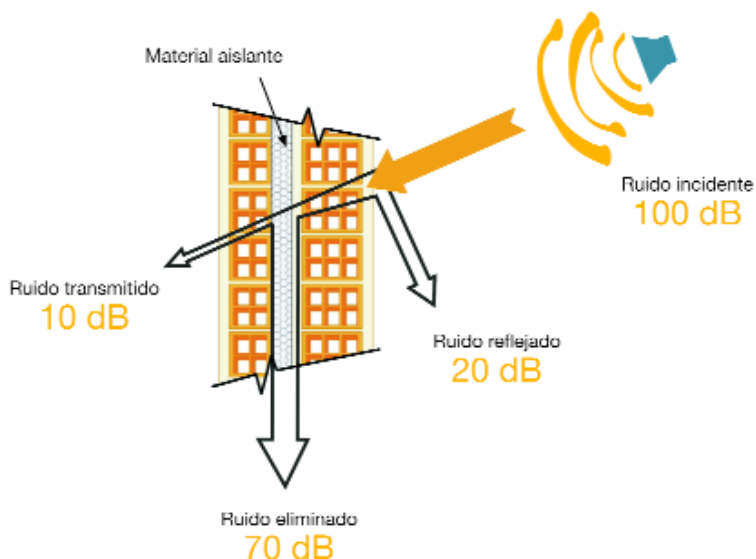 Material aislante
Ruido incidente
100 dB
Ruido transmitido
10 dB
Ruido reflejado
20 dB
Ruido eliminado
70 dB